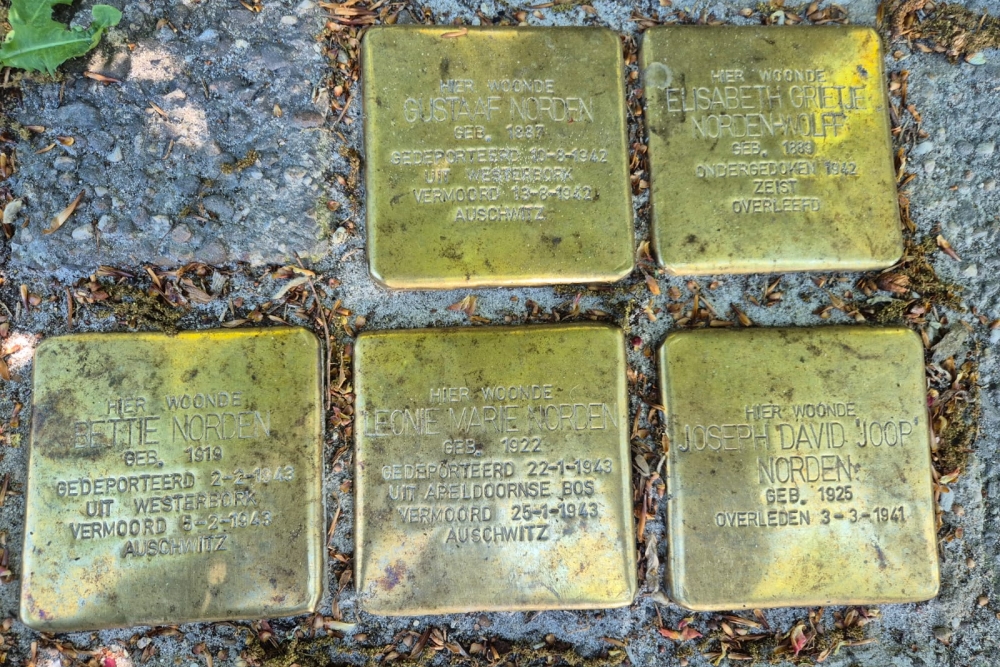 HIER WOONDE
GUSTAAF NORDEN
GEB. 1887
GEDEPORTEERD 10-8-1942
UIT WESTERBORK
VERMOORD 13-8-1942
AUSCHWITZ
HIER WOONDE
ELISABETH GRIETJE
NORDEN-WOLFF
GEB. 1889
ONDERGEDOKEN 1942
ZEIST
OVERLEEFD
HIER WOONDE
BETTIE NORDEN
GEB. 1919
GEDEPORTEERD 2-2-1943
UIT WESTERBORK
VERMOORD 5-2-1943
AUSCHWITZ
HIER WOONDE
LEONIE MARIE NORDEN
GEB. 1922
GEDEPORTEERD 22-1-1943
UIT APELDOORNSE BOS
VERMOORD 25-1-1943
AUSCHWITZ
HIER WOONDE
JOSEPH DAVID 'JOOP'
NORDEN
GEB. 1925
OVERLEDEN 3-3-1941